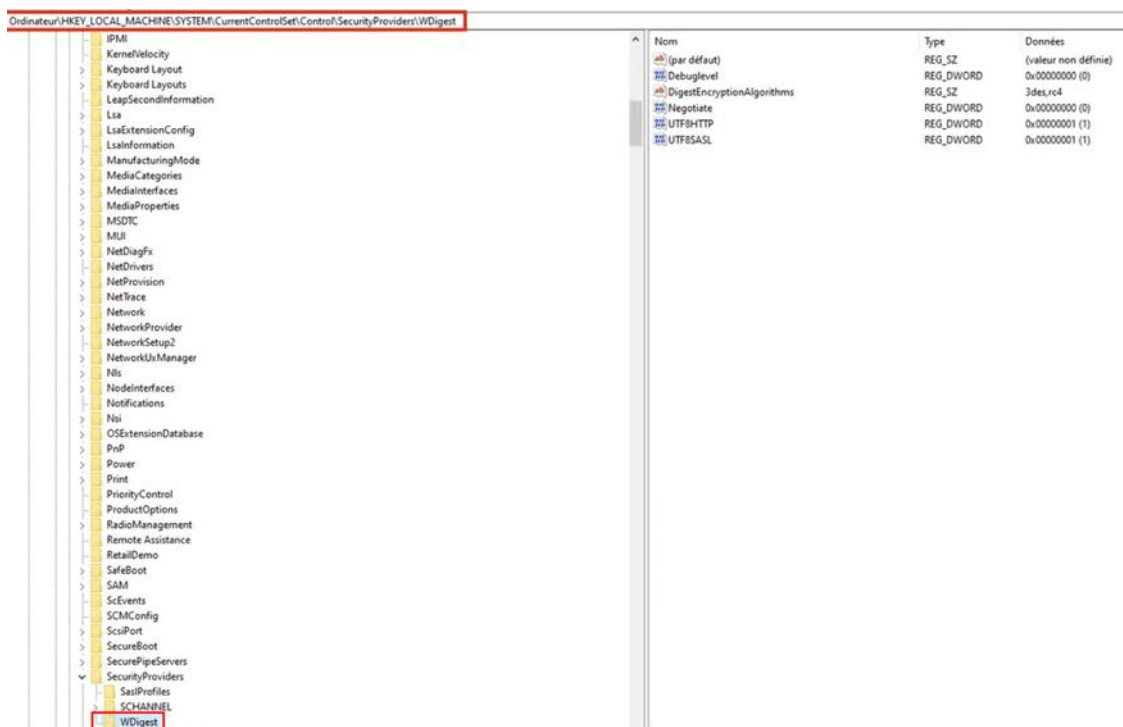 Ordinateur\HKEY_LOCAL_MACHINE\SYSTEM\CurrentControlSet\Control\SecurityProviders\WDigest
IPMI
KernelVelocity
Keyboard Layout
Keyboard Layouts
LeapSecondInformation
Lsa
LsaExtensionConfig
LsaInformation
ManufacturingMode
MediaCategories
MediaInterfaces
MediaProperties
MSDTC
MUI
NetDiagFx
NetDrivers
NetProvision
NetTrace
Network
NetworkProvider
NetworkSetup2
NetworkUxManager
Nls
NodeInterfaces
Notifications
Nsi
OSExtensionDatabase
PnP
Power
Print
PriorityControl
ProductOptions
RadioManagement
Remote Assistance
RetailDemo
SafeBoot
SAM
ScEvents
SCMConfig
ScsiPort
SecureBoot
SecurePipeServers
SecurityProviders
SaslProfiles
SCHANNEL
WDigest
Nom Type Données
(par défaut) REG_SZ (valeur non définie)
Debuglevel REG_DWORD 0x00000000 (0)
DigestEncryptionAlgorithms REG_SZ 3des,rc4
Negotiate REG_DWORD 0x00000000 (0)
UTF8HTTP REG_DWORD 0x00000001 (1)
UTF8SASL REG_DWORD 0x00000001 (1)